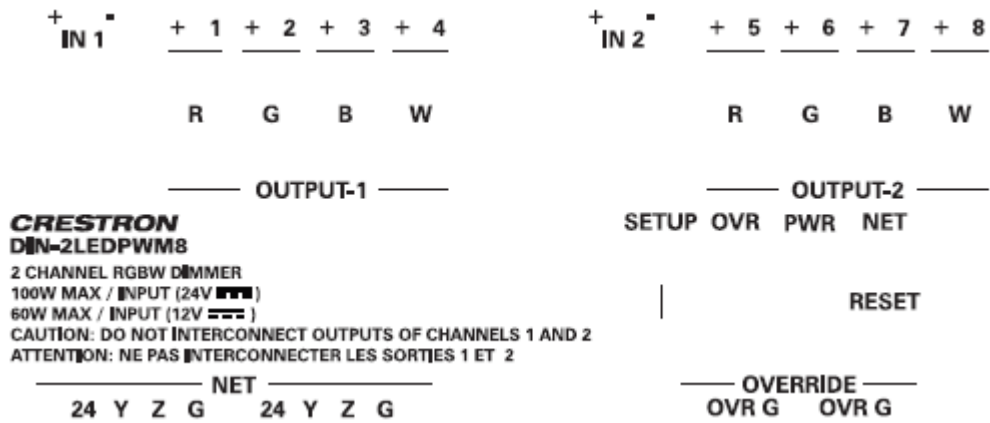 + - + 1 + 2 + 3 + 4 + - + 5 + 6 + 7 + 8
IN 1 IN 2
R G B W R G B W
OUTPUT-1 OUTPUT-2
CRESTRON SETUP OVR PWR NET
DIN-2LEDPWM8
2 CHANNEL RGBW DIMMER
100W MAX / INPUT (24V ⎓) RESET
60W MAX / INPUT (12V ⎓)
CAUTION: DO NOT INTERCONNECT OUTPUTS OF CHANNELS 1 AND 2
ATTENTION: NE PAS INTERCONNECTER LES SORTIES 1 ET 2
NET OVERRIDE
24 Y Z G 24 Y Z G OVR G OVR G